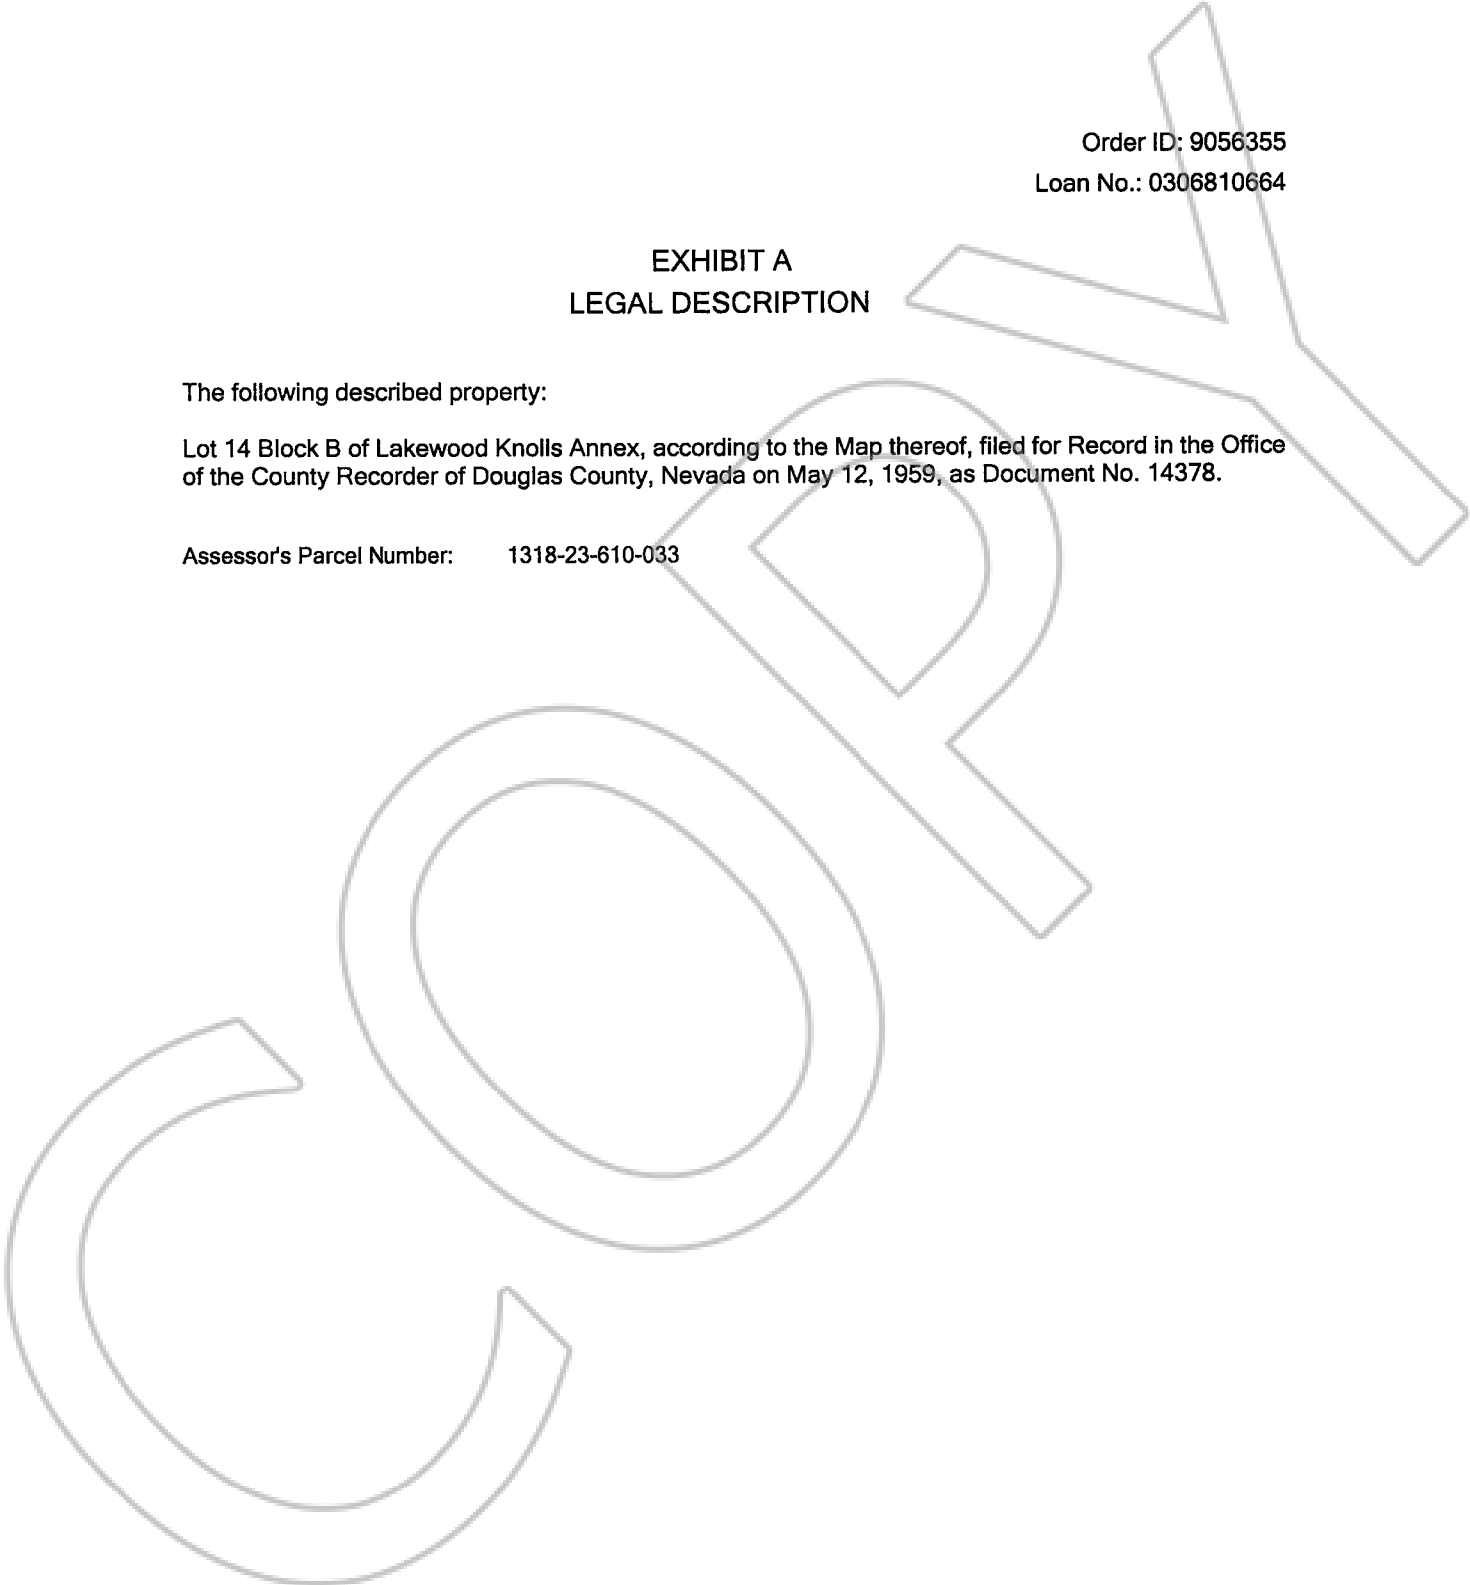 Order ID: 9056355
Loan No.: 0306810664
EXHIBIT A
LEGAL DESCRIPTION
The following described property:
Lot 14 Block B of Lakewood Knolls Annex, according to the Map thereof, filed for Record in the Office
of the County Recorder of Douglas County, Nevada on May 12, 1959, as Document No. 14378.
Assessor's Parcel Number: 1318-23-610-033
COPY